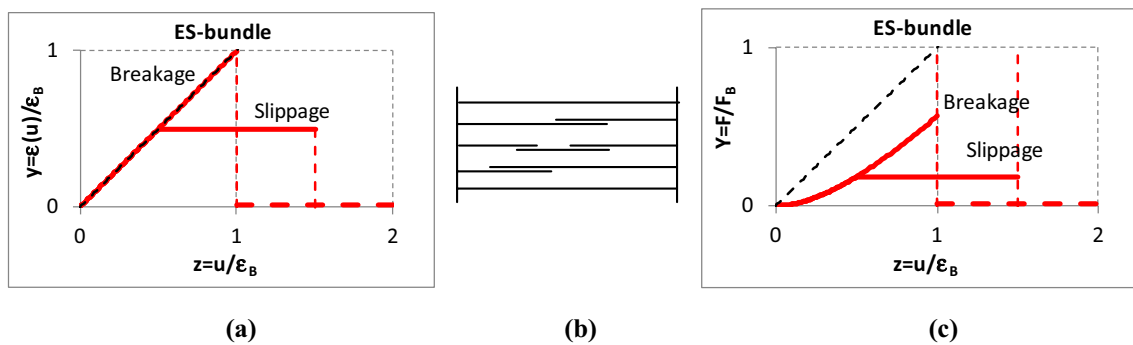 ES-bundle
Breakage
Slippage
y=ε(u)/ε_B
1
0
0 1 2
z=u/ε_B
(a)
(b)
ES-bundle
Breakage
Slippage
Y=F/F_B
1
0
0 1 2
z=u/ε_B
(c)